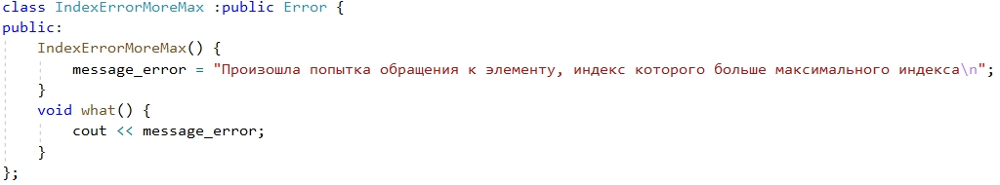 class IndexErrorMoreMax :public Error {
public:
    IndexErrorMoreMax() {
        message_error = "Произошла попытка обращения к элементу, индекс которого больше максимального индекса\n";
    }
    void what() {
        cout << message_error;
    }
};